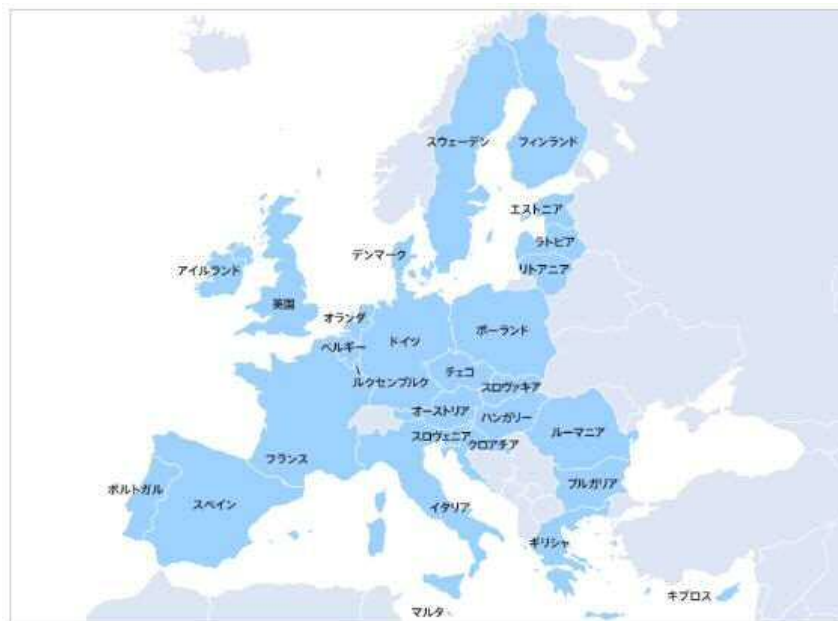 スウェーデン
フィンランド
エストニア
ラトビア
デンマーク
リトアニア
アイルランド
英国
オランダ
ポーランド
ドイツ
ベルギー
チェコ
ルクセンブルク
スロヴァキア
オーストリア
ハンガリー
ルーマニア
スロヴェニア
クロアチア
フランス
ブルガリア
ポルトガル
スペイン
イタリア
ギリシャ
キプロス
マルタ